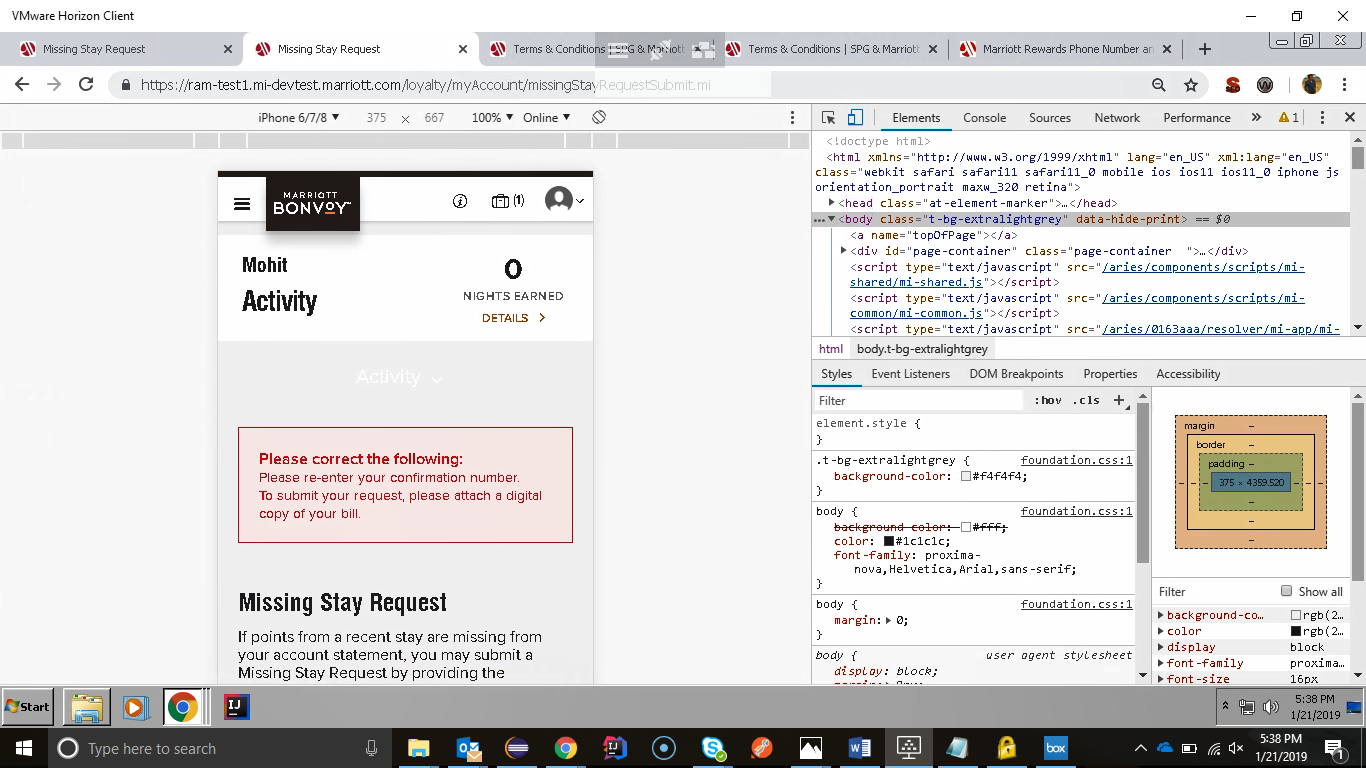 VMware Horizon Client
Missing Stay Request
Missing Stay Request
Terms & Conditions | SPG & Marriott
Terms & Conditions | SPG & Marriott
Marriott Rewards Phone Number an
https://ram-test1.mi-devtest.marriott.com/loyalty/myAccount/missingStayRequestSubmit.mi
iPhone 6/7/8 ▼ 375 × 667 100% ▼ Online ▼
Elements Console Sources Network Performance » 1
<!doctype html>
<html xmlns="http://www.w3.org/1999/xhtml" lang="en_US" xml:lang="en_US"
class="webkit safari safari11 safari11_0 mobile ios ios11 ios11_0 iphone js
orientation_portrait maxw_320 retina">
▶<head class="at-element-marker">…</head>
…▼<body class="t-bg-extralightgrey" data-hide-print> == $0
<a name="topOfPage"></a>
▶<div id="page-container" class="page-container  ">…</div>
<script type="text/javascript" src="/aries/components/scripts/mi-
shared/mi-shared.js"></script>
<script type="text/javascript" src="/aries/components/scripts/mi-
common/mi-common.js"></script>
<script type="text/javascript" src="/aries/0163aaa/resolver/mi-app/mi-
html body.t-bg-extralightgrey
Styles Event Listeners DOM Breakpoints Properties Accessibility
Filter :hov .cls +
element.style {
}
.t-bg-extralightgrey { foundation.css:1
background-color: #f4f4f4;
}
body { foundation.css:1
background-color: #fff;
color: #1c1c1c;
font-family: proxima-
nova,Helvetica,Arial,sans-serif;
}
body { foundation.css:1
margin:▶ 0;
}
body { user agent stylesheet
display: block;
margin –
border –
padding –
375 × 4359.520
Filter Show all
▶background-co… rgb(2…
▶color rgb(2…
▶display block
▶font-family proxima…
▶font-size 16px
MARRIOTT
BONVOY™
(1)
Mohit
Activity
0
NIGHTS EARNED
DETAILS
Activity
Please correct the following:
Please re-enter your confirmation number.
To submit your request, please attach a digital
copy of your bill.
Missing Stay Request
If points from a recent stay are missing from
your account statement, you may submit a
Missing Stay Request by providing the
Start
5:38 PM
1/21/2019
Type here to search
box
5:38 PM
1/21/2019
1